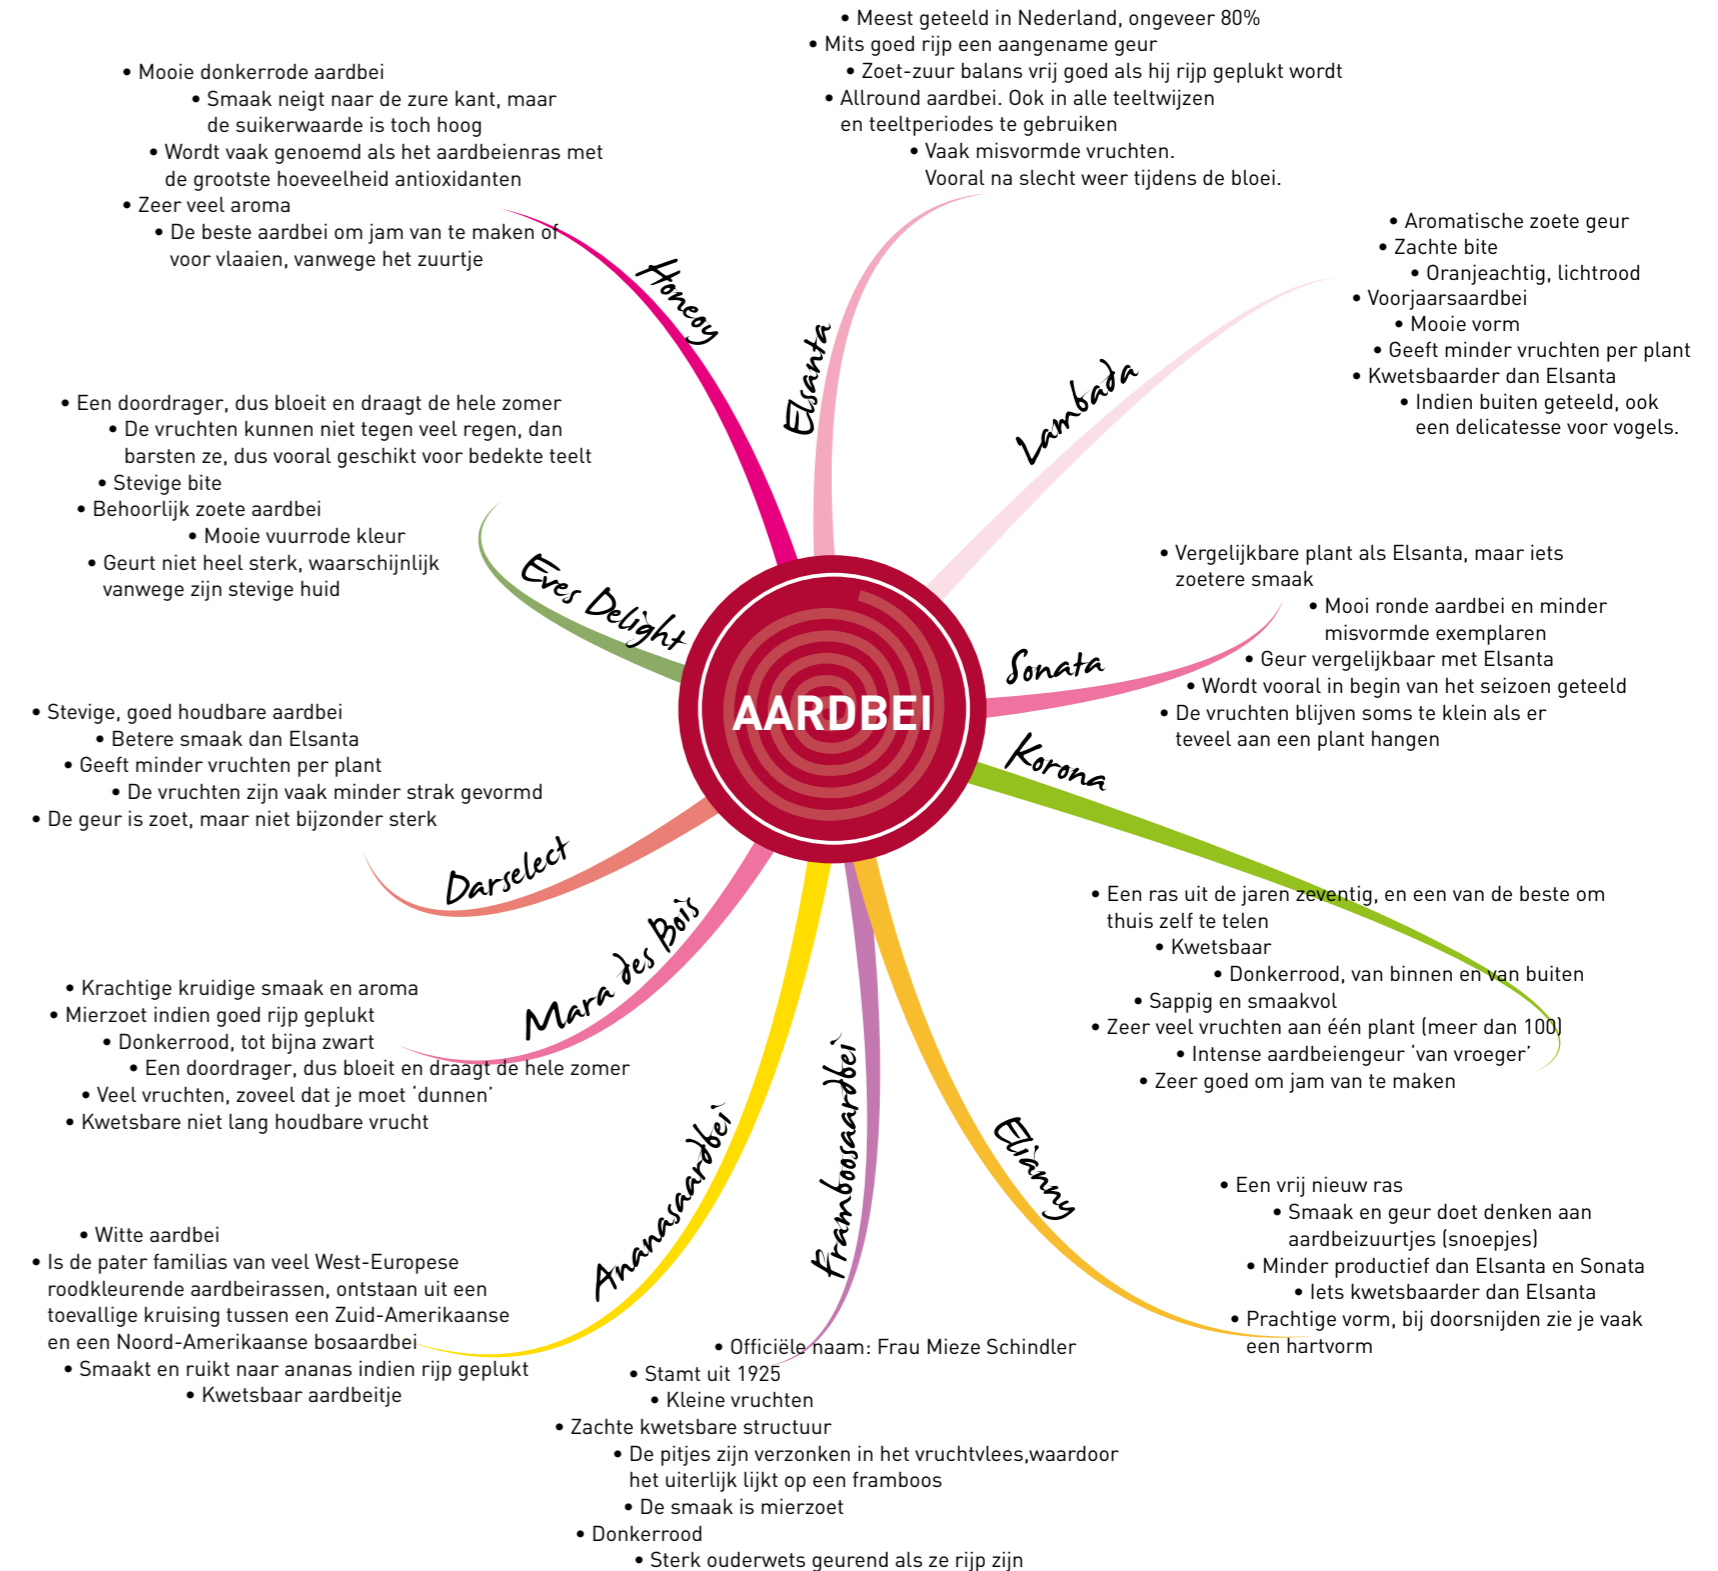 • Meest geteeld in Nederland, ongeveer 80%
• Mits goed rijp een aangename geur
• Zoet-zuur balans vrij goed als hij rijp geplukt wordt
• Allround aardbei. Ook in alle teeltwijzen
en teeltperiodes te gebruiken
• Vaak misvormde vruchten.
Vooral na slecht weer tijdens de bloei.
Elsanta
• Aromatische zoete geur
• Zachte bite
• Oranjeachtig, lichtrood
• Voorjaarsaardbei
• Mooie vorm
• Geeft minder vruchten per plant
• Kwetsbaarder dan Elsanta
• Indien buiten geteeld, ook
een delicatesse voor vogels.
Lambada
• Vergelijkbare plant als Elsanta, maar iets
zoetere smaak
• Mooi ronde aardbei en minder
misvormde exemplaren
• Geur vergelijkbaar met Elsanta
• Wordt vooral in begin van het seizoen geteeld
• De vruchten blijven soms te klein als er
teveel aan een plant hangen
Sonata
Korona
• Een ras uit de jaren zeventig, en een van de beste om
thuis zelf te telen
• Kwetsbaar
• Donkerrood, van binnen en van buiten
• Sappig en smaakvol
• Zeer veel vruchten aan één plant (meer dan 100)
• Intense aardbeiengeur ‘van vroeger’
• Zeer goed om jam van te maken
Elianny
• Een vrij nieuw ras
• Smaak en geur doet denken aan
aardbeizuurtjes (snoepjes)
• Minder productief dan Elsanta en Sonata
• Iets kwetsbaarder dan Elsanta
• Prachtige vorm, bij doorsnijden zie je vaak
een hartvorm
Framboosaardbei
• Officiële naam: Frau Mieze Schindler
• Stamt uit 1925
• Kleine vruchten
• Zachte kwetsbare structuur
• De pitjes zijn verzonken in het vruchtvlees,waardoor
het uiterlijk lijkt op een framboos
• De smaak is mierzoet
• Donkerrood
• Sterk ouderwets geurend als ze rijp zijn
Ananasaardbei
• Witte aardbei
• Is de pater familias van veel West-Europese
roodkleurende aardbeirassen, ontstaan uit een
toevallige kruising tussen een Zuid-Amerikaanse
en een Noord-Amerikaanse bosaardbei
• Smaakt en ruikt naar ananas indien rijp geplukt
• Kwetsbaar aardbeitje
Mara des Bois
• Krachtige kruidige smaak en aroma
• Mierzoet indien goed rijp geplukt
• Donkerrood, tot bijna zwart
• Een doordrager, dus bloeit en draagt de hele zomer
• Veel vruchten, zoveel dat je moet ‘dunnen’
• Kwetsbare niet lang houdbare vrucht
Darselect
• Stevige, goed houdbare aardbei
• Betere smaak dan Elsanta
• Geeft minder vruchten per plant
• De vruchten zijn vaak minder strak gevormd
• De geur is zoet, maar niet bijzonder sterk
Eves Delight
• Een doordrager, dus bloeit en draagt de hele zomer
• De vruchten kunnen niet tegen veel regen, dan
barsten ze, dus vooral geschikt voor bedekte teelt
• Stevige bite
• Behoorlijk zoete aardbei
• Mooie vuurrode kleur
• Geurt niet heel sterk, waarschijnlijk
vanwege zijn stevige huid
Honeoy
• Mooie donkerrode aardbei
• Smaak neigt naar de zure kant, maar
de suikerwaarde is toch hoog
• Wordt vaak genoemd als het aardbeienras met
de grootste hoeveelheid antioxidanten
• Zeer veel aroma
• De beste aardbei om jam van te maken of
voor vlaaien, vanwege het zuurtje
AARDBEI